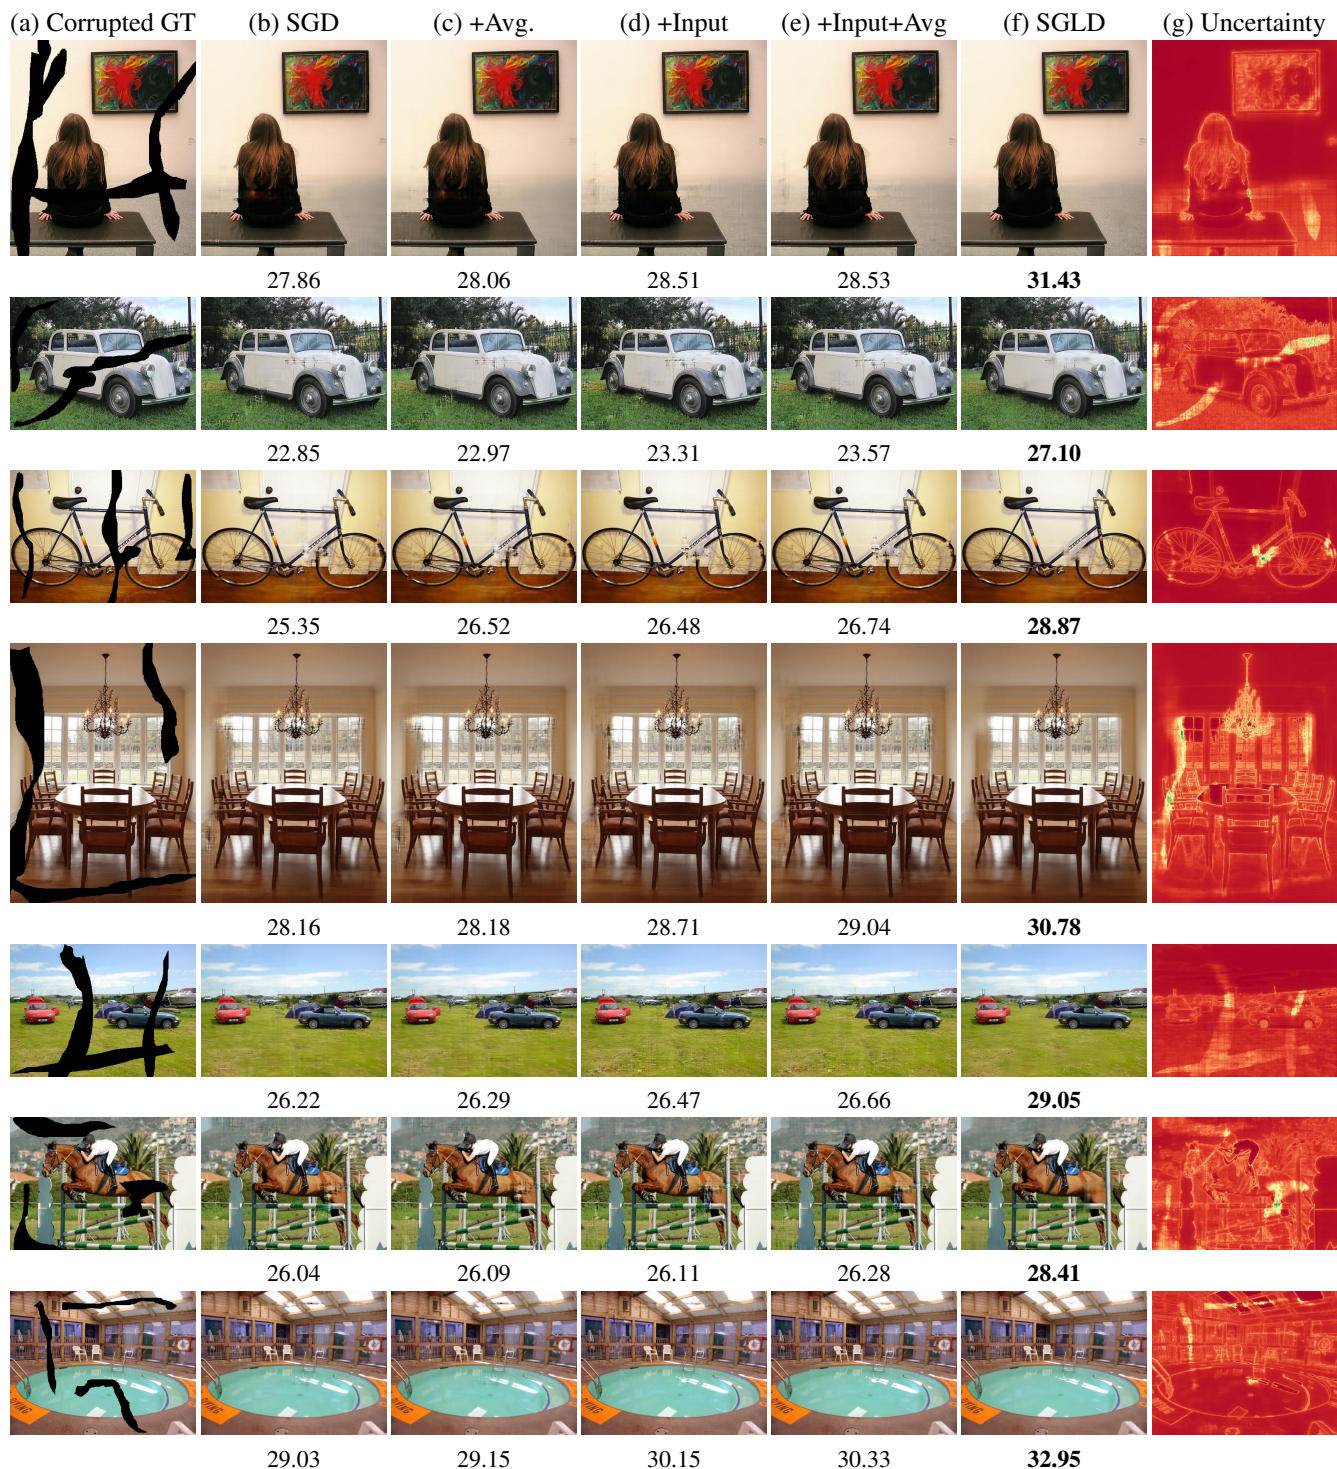 (a) Corrupted GT (b) SGD (c) +Avg. (d) +Input (e) +Input+Avg (f) SGLD (g) Uncertainty
27.86 28.06 28.51 28.53 31.43
22.85 22.97 23.31 23.57 27.10
25.35 26.52 26.48 26.74 28.87
28.16 28.18 28.71 29.04 30.78
26.22 26.29 26.47 26.66 29.05
26.04 26.09 26.11 26.28 28.41
29.03 29.15 30.15 30.33 32.95